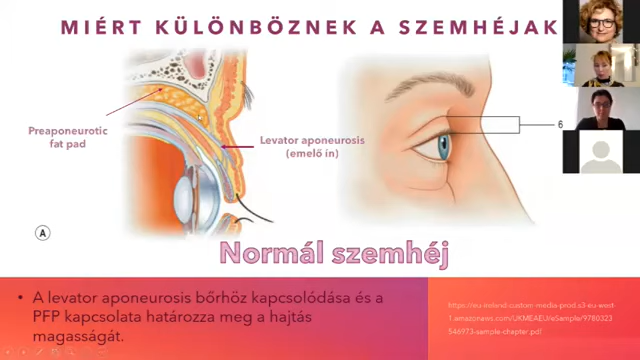 MIÉRT KÜLÖNBÖZNEK A SZEMHÉJAK
Preaponeurotic
fat pad
Levator aponeurosis
(emelő ín)
6
A
Normál szemhéj
• A levator aponeurosis bőrhöz kapcsolódása és a
PFP kapcsolata határozza meg a hajtás
magasságát.
https://eu-ireland-custom-media-prod.s3-eu-west-
1.amazonaws.com/UKMEAEU/eSample/9780323
546973-sample-chapter.pdf